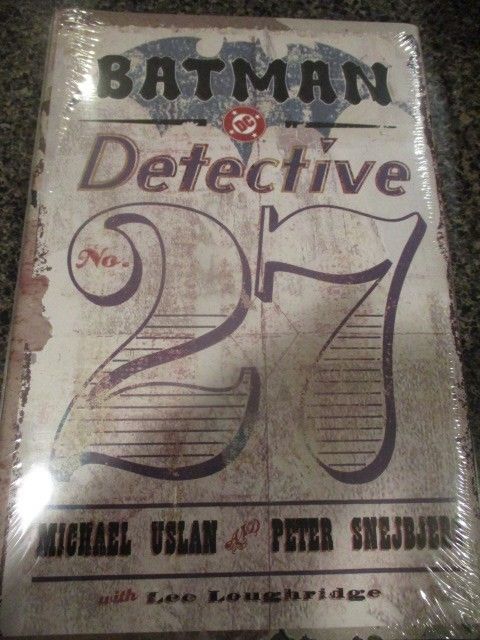 BATMAN
DC
Detective
No. 27
MICHAEL USLAN AND PETER SNEJBJERG
with Lee Loughridge